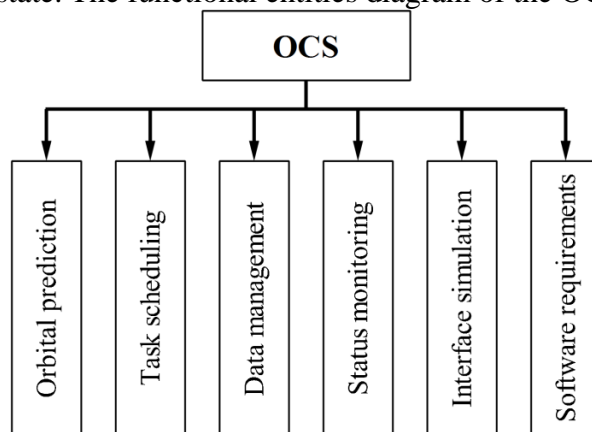 state. The functional entities diagram of the OCS
OCS
Orbital prediction
Task scheduling
Data management
Status monitoring
Interface simulation
Software requirements